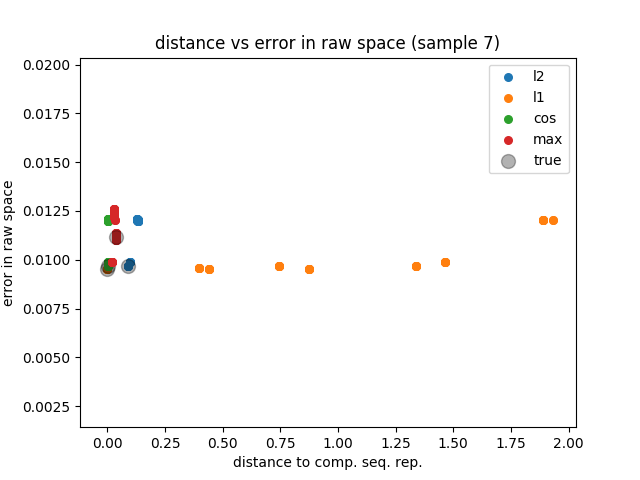 distance vs error in raw space (sample 7)
0.0200
0.0175
0.0150
0.0125
0.0100
0.0075
0.0050
0.0025
error in raw space
l2
l1
cos
max
true
0.00 0.25 0.50 0.75 1.00 1.25 1.50 1.75 2.00
distance to comp. seq. rep.